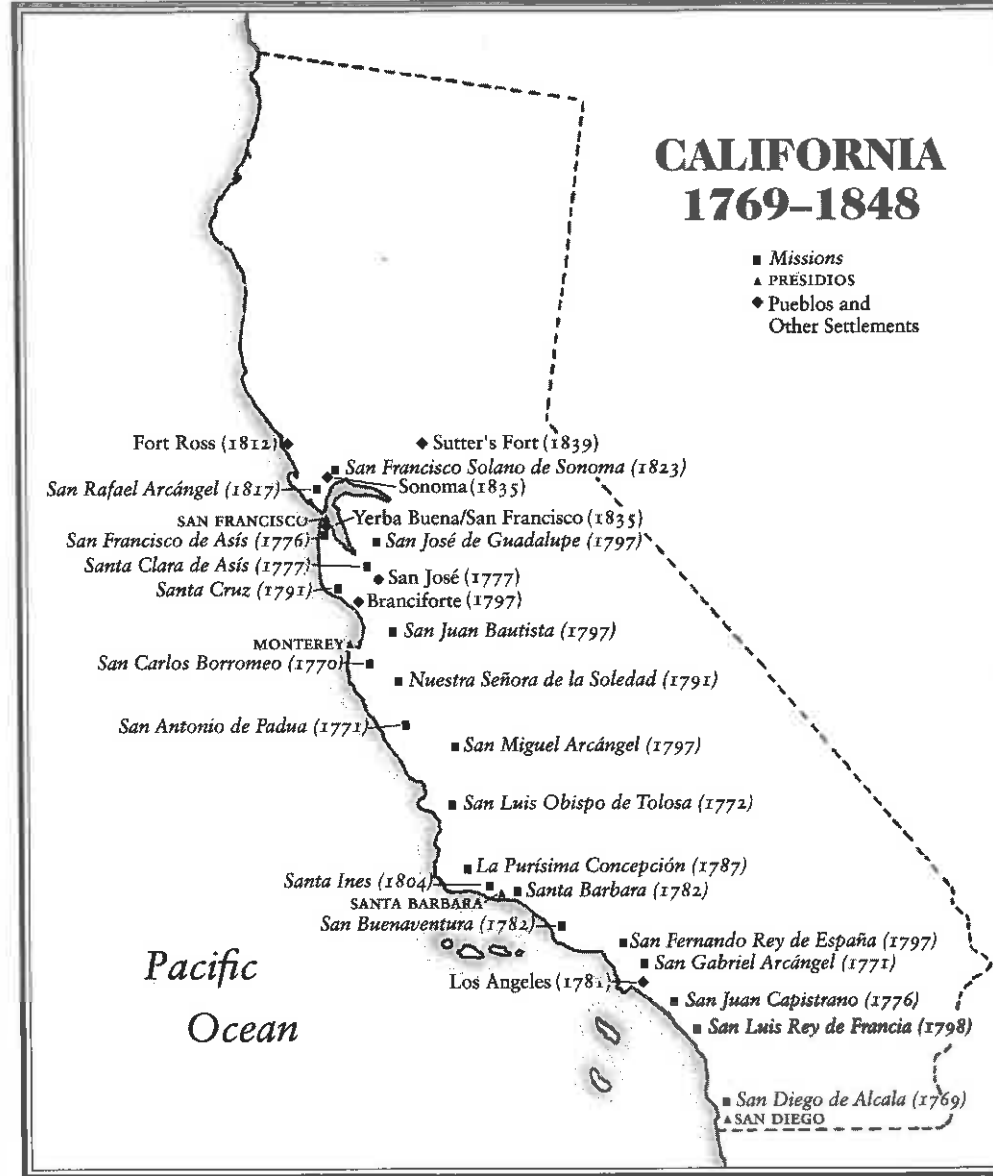 CALIFORNIA
1769–1848
Missions
PRESIDIOS
Pueblos and
Other Settlements
Fort Ross (1812)
Sutter's Fort (1839)
San Francisco Solano de Sonoma (1823)
San Rafael Arcángel (1817)
Sonoma (1835)
SAN FRANCISCO
Yerba Buena/San Francisco (1835)
San Francisco de Asís (1776)
San José de Guadalupe (1797)
Santa Clara de Asís (1777)
San José (1777)
Santa Cruz (1791)
Branciforte (1797)
San Juan Bautista (1797)
MONTEREY
San Carlos Borromeo (1770)
Nuestra Señora de la Soledad (1791)
San Antonio de Padua (1771)
San Miguel Arcángel (1797)
San Luis Obispo de Tolosa (1772)
La Purísima Concepción (1787)
Santa Ines (1804)
Santa Barbara (1782)
SANTA BARBARA
San Buenaventura (1782)
San Fernando Rey de España (1797)
San Gabriel Arcángel (1771)
Los Angeles (1781)
San Juan Capistrano (1776)
San Luis Rey de Francia (1798)
Pacific
Ocean
San Diego de Alcala (1769)
SAN DIEGO